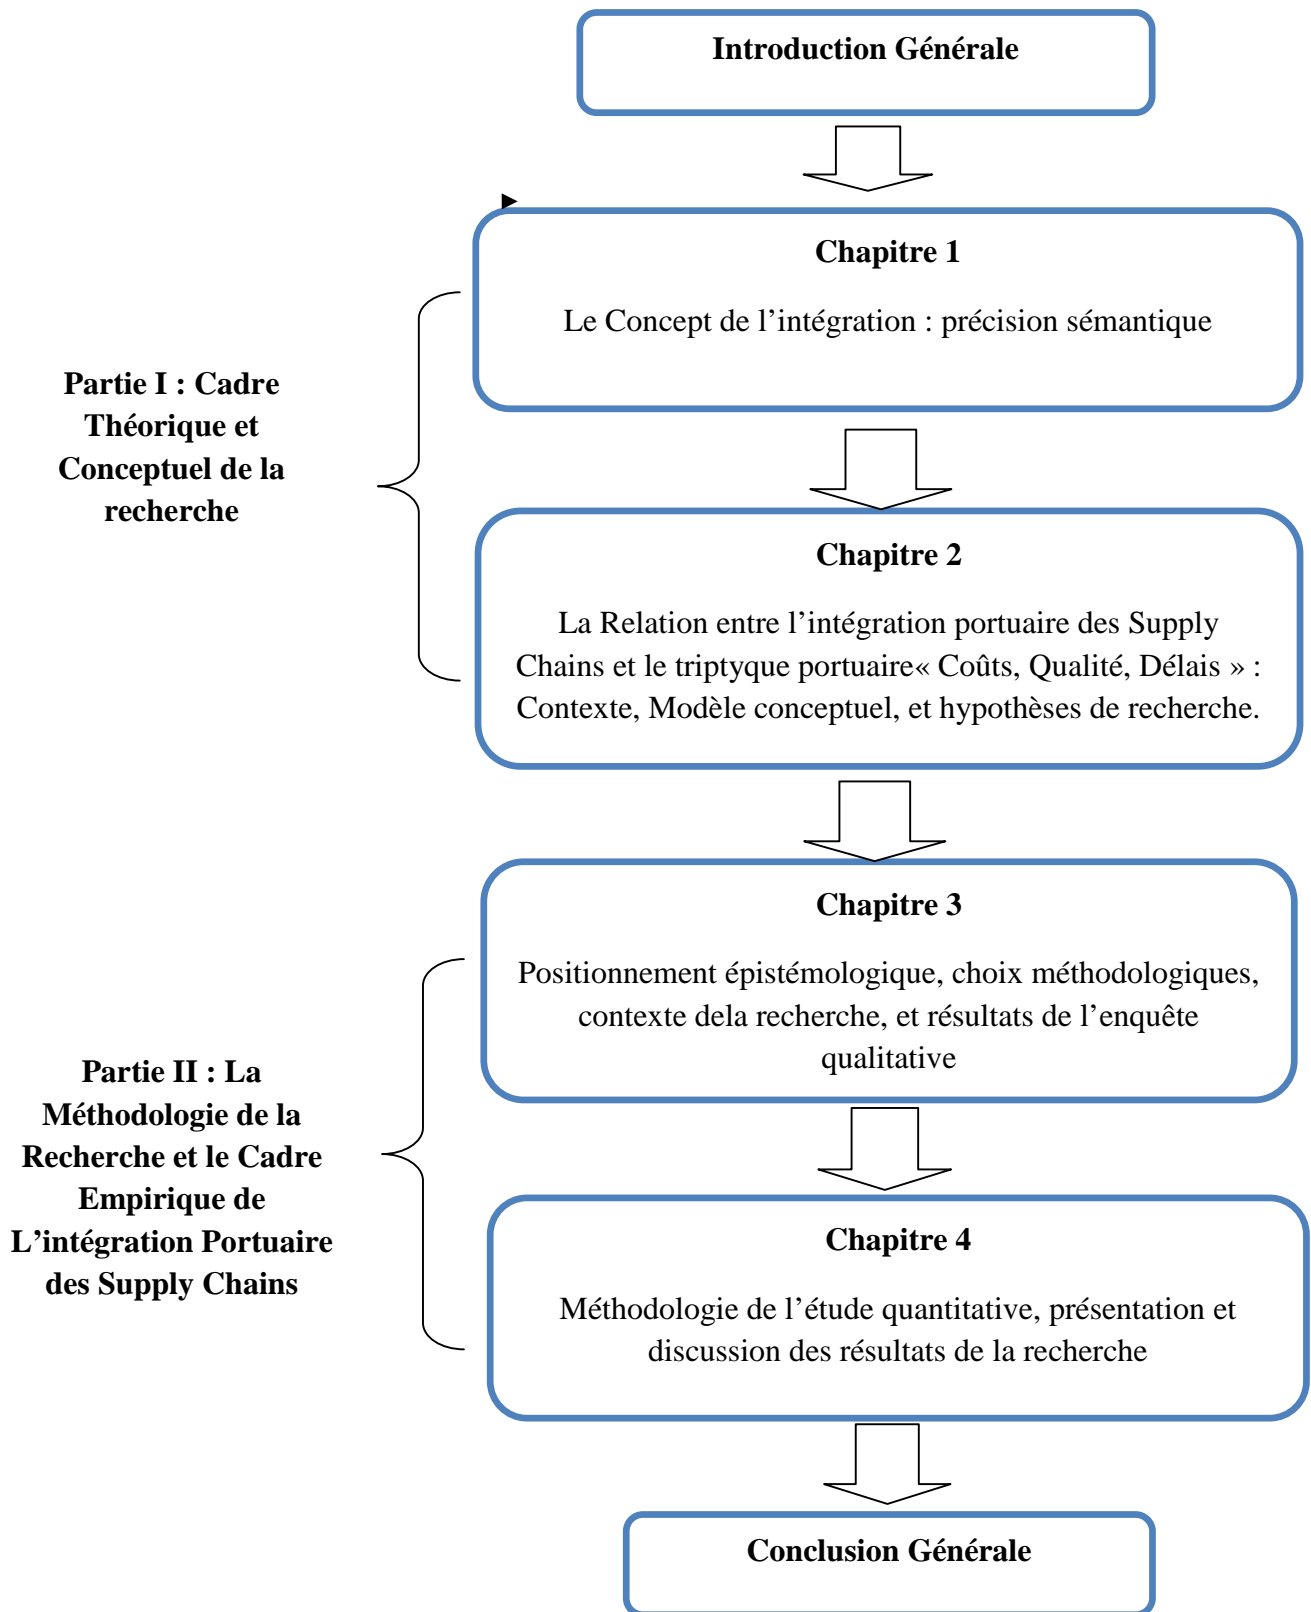 Introduction Générale
Chapitre 1
Le Concept de l’intégration : précision sémantique
Partie I : Cadre
Théorique et
Conceptuel de la
recherche
Chapitre 2
La Relation entre l’intégration portuaire des Supply
Chains et le triptyque portuaire« Coûts, Qualité, Délais » :
Contexte, Modèle conceptuel, et hypothèses de recherche.
Chapitre 3
Positionnement épistémologique, choix méthodologiques,
contexte dela recherche, et résultats de l’enquête
qualitative
Partie II : La
Méthodologie de la
Recherche et le Cadre
Empirique de
L’intégration Portuaire
des Supply Chains
Chapitre 4
Méthodologie de l’étude quantitative, présentation et
discussion des résultats de la recherche
Conclusion Générale